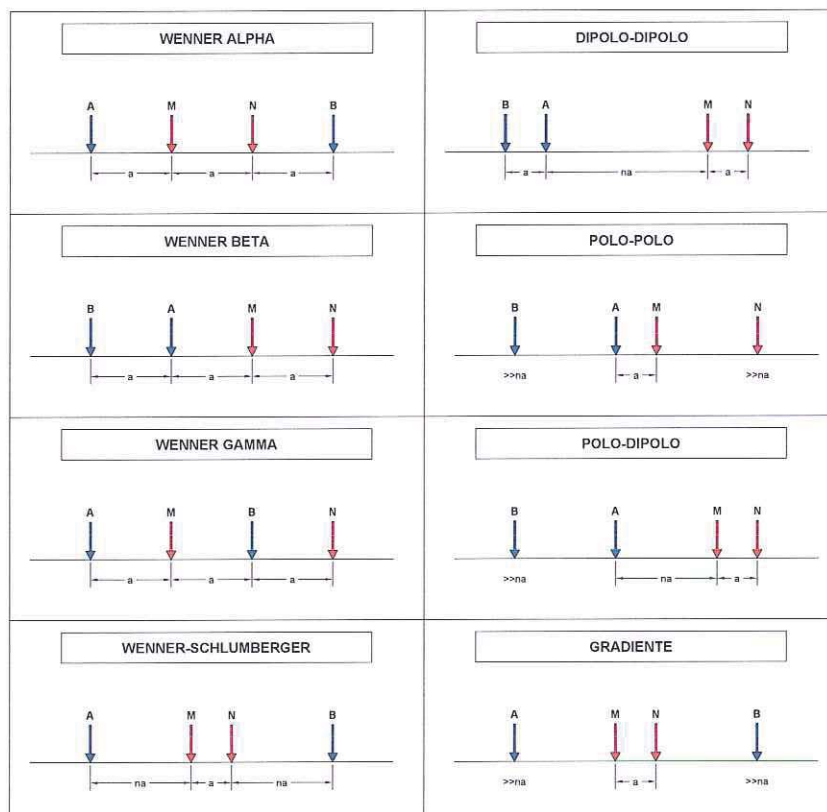 WENNER ALPHA
A M N B
a a a
DIPOLO-DIPOLO
B A M N
a na a
WENNER BETA
B A M N
a a a
POLO-POLO
B A M N
>>na a >>na
WENNER GAMMA
A M B N
a a a
POLO-DIPOLO
B A M N
>>na na a
WENNER-SCHLUMBERGER
A M N B
na a na
GRADIENTE
A M N B
>>na a >>na